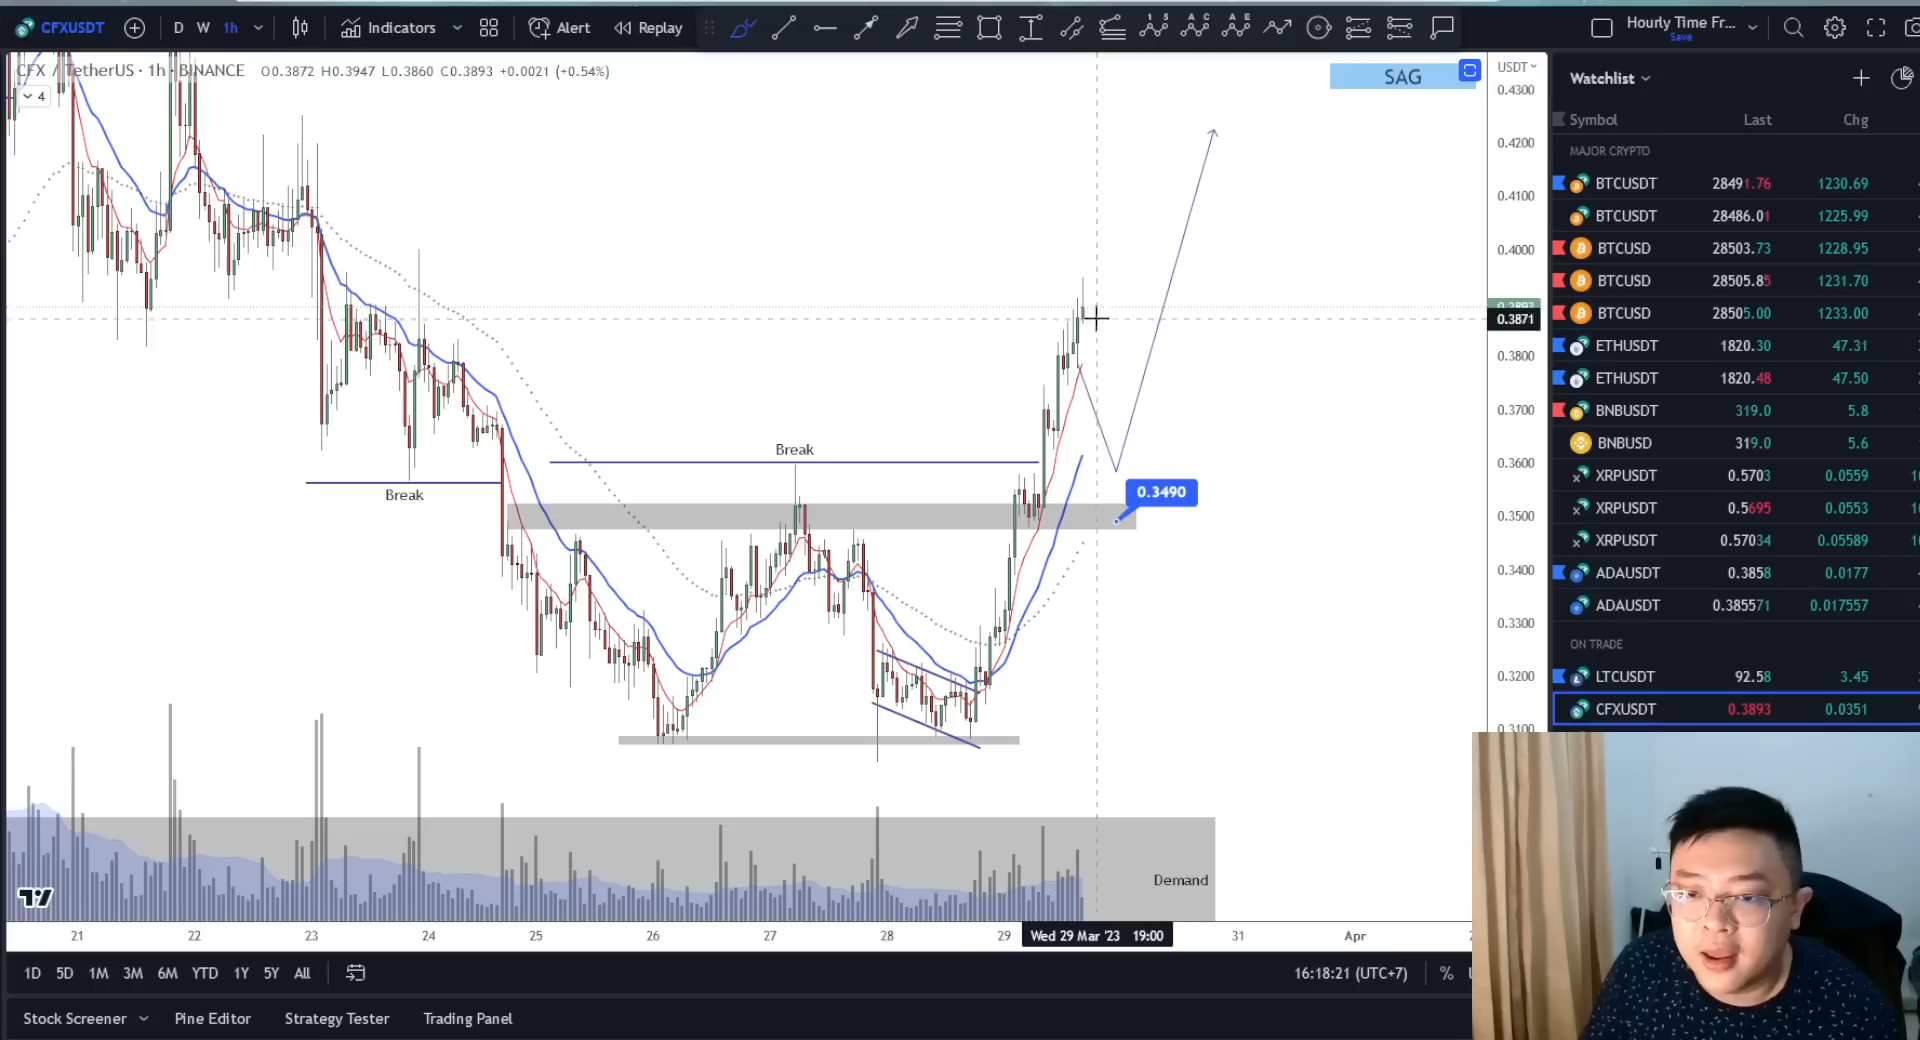 CFXUSDT D W 1h Indicators Alert Replay Hourly Time Fr...
Save
CFX / TetherUS · 1h · BINANCE O0.3872 H0.3947 L0.3860 C0.3893 +0.0021 (+0.54%)
4
SAG
USDT
0.4300
0.4200
0.4100
0.4000
0.3871
0.3800
0.3700
0.3600
0.3500
0.3400
0.3300
0.3200
0.3100
Break
Break
0.3490
Demand
21 22 23 24 25 26 27 28 29 Wed 29 Mar '23 19:00 31 Apr
1D 5D 1M 3M 6M YTD 1Y 5Y All 16:18:21 (UTC+7) %
Stock Screener Pine Editor Strategy Tester Trading Panel
Watchlist
Symbol Last Chg
MAJOR CRYPTO
BTCUSDT 28491.76 1230.69
BTCUSDT 28486.01 1225.99
BTCUSD 28503.73 1228.95
BTCUSD 28505.85 1231.70
BTCUSD 28505.00 1233.00
ETHUSDT 1820.30 47.31
ETHUSDT 1820.48 47.50
BNBUSDT 319.0 5.8
BNBUSD 319.0 5.6
XRPUSDT 0.5703 0.0559
XRPUSDT 0.5695 0.0553
XRPUSDT 0.57034 0.05589
ADAUSDT 0.3858 0.0177
ADAUSDT 0.385571 0.017557
ON TRADE
LTCUSDT 92.58 3.45
CFXUSDT 0.3893 0.0351